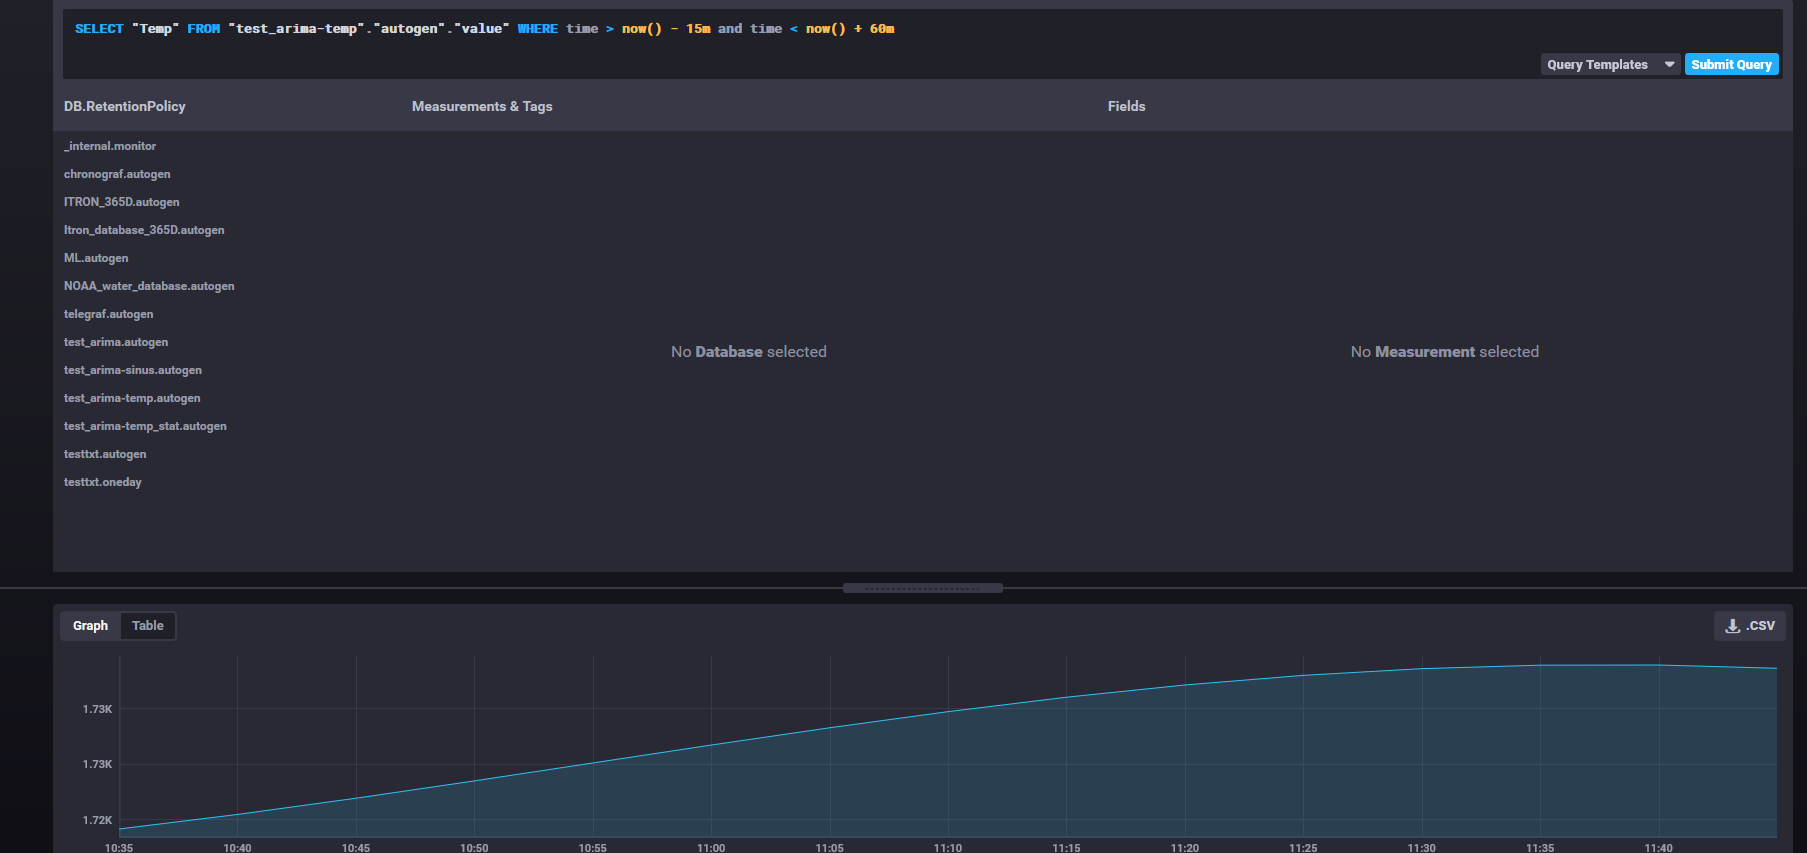 SELECT "Temp" FROM "test_arima-temp"."autogen"."value" WHERE time > now() - 15m and time < now() + 60m
Query Templates Submit Query
DB.RetentionPolicy Measurements & Tags Fields
_internal.monitor
chronograf.autogen
ITRON_365D.autogen
Itron_database_365D.autogen
ML.autogen
NOAA_water_database.autogen
telegraf.autogen
test_arima.autogen
No Database selected No Measurement selected
test_arima-sinus.autogen
test_arima-temp.autogen
test_arima-temp_stat.autogen
testtxt.autogen
testtxt.oneday
Graph Table .CSV
1.73K
1.73K
1.72K
10:35 10:40 10:45 10:50 10:55 11:00 11:05 11:10 11:15 11:20 11:25 11:30 11:35 11:40